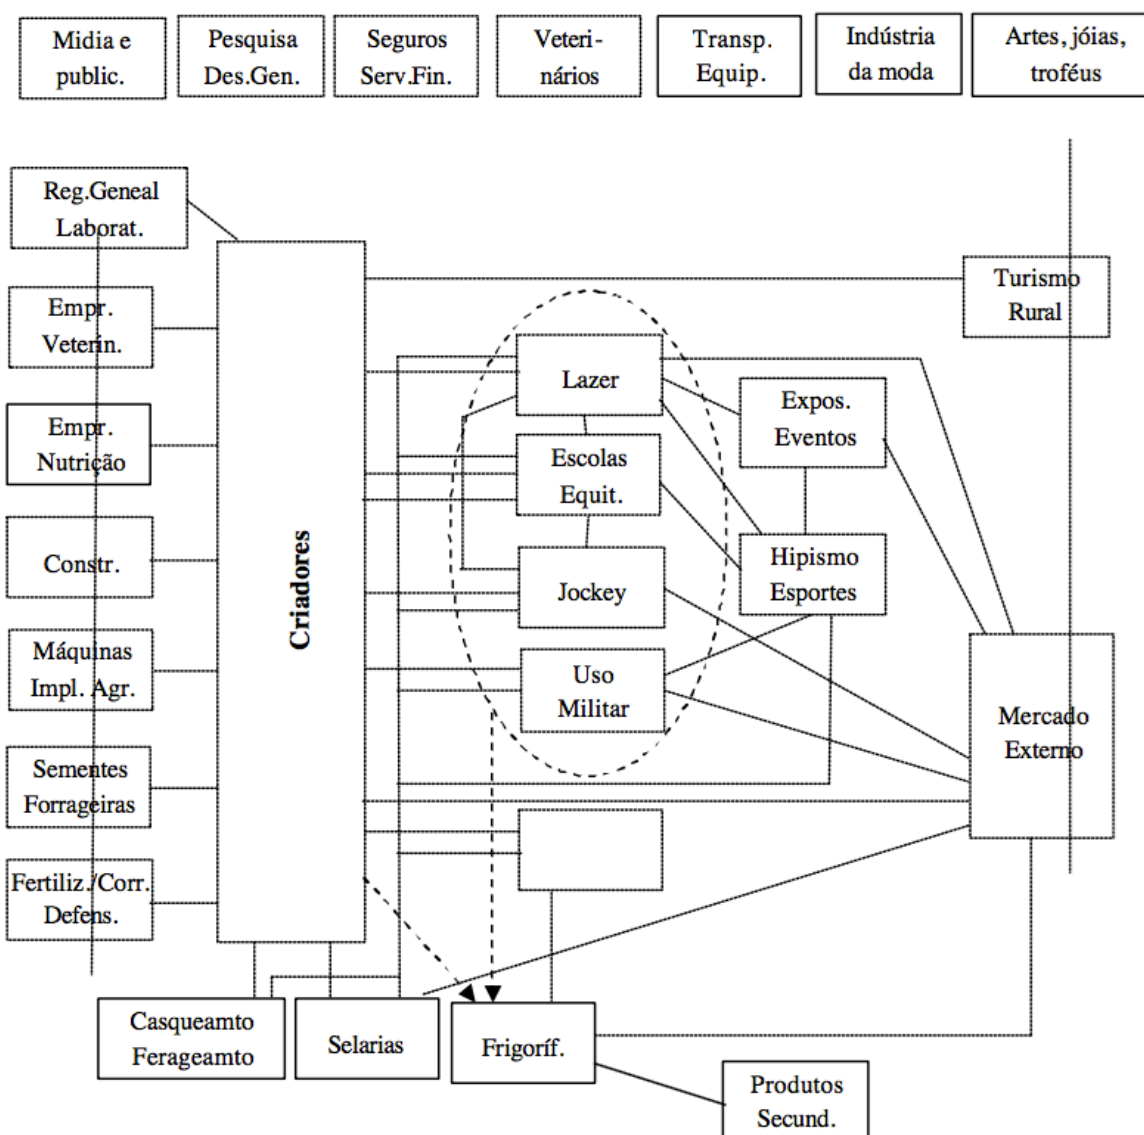 Midia e
public.
Pesquisa
Des.Gen.
Seguros
Serv.Fin.
Veteri-
nários
Transp.
Equip.
Indústria
da moda
Artes, jóias,
troféus
Reg.Geneal
Laborat.
Empr.
Veterin.
Empr.
Nutrição
Constr.
Máquinas
Impl. Agr.
Sementes
Forrageiras
Fertiliz./Corr.
Defens.
Criadores
Lazer
Escolas
Equit.
Jockey
Uso
Militar
Expos.
Eventos
Hipismo
Esportes
Turismo
Rural
Mercado
Externo
Casqueamto
Ferageamto
Selarias
Frigoríf.
Produtos
Secund.